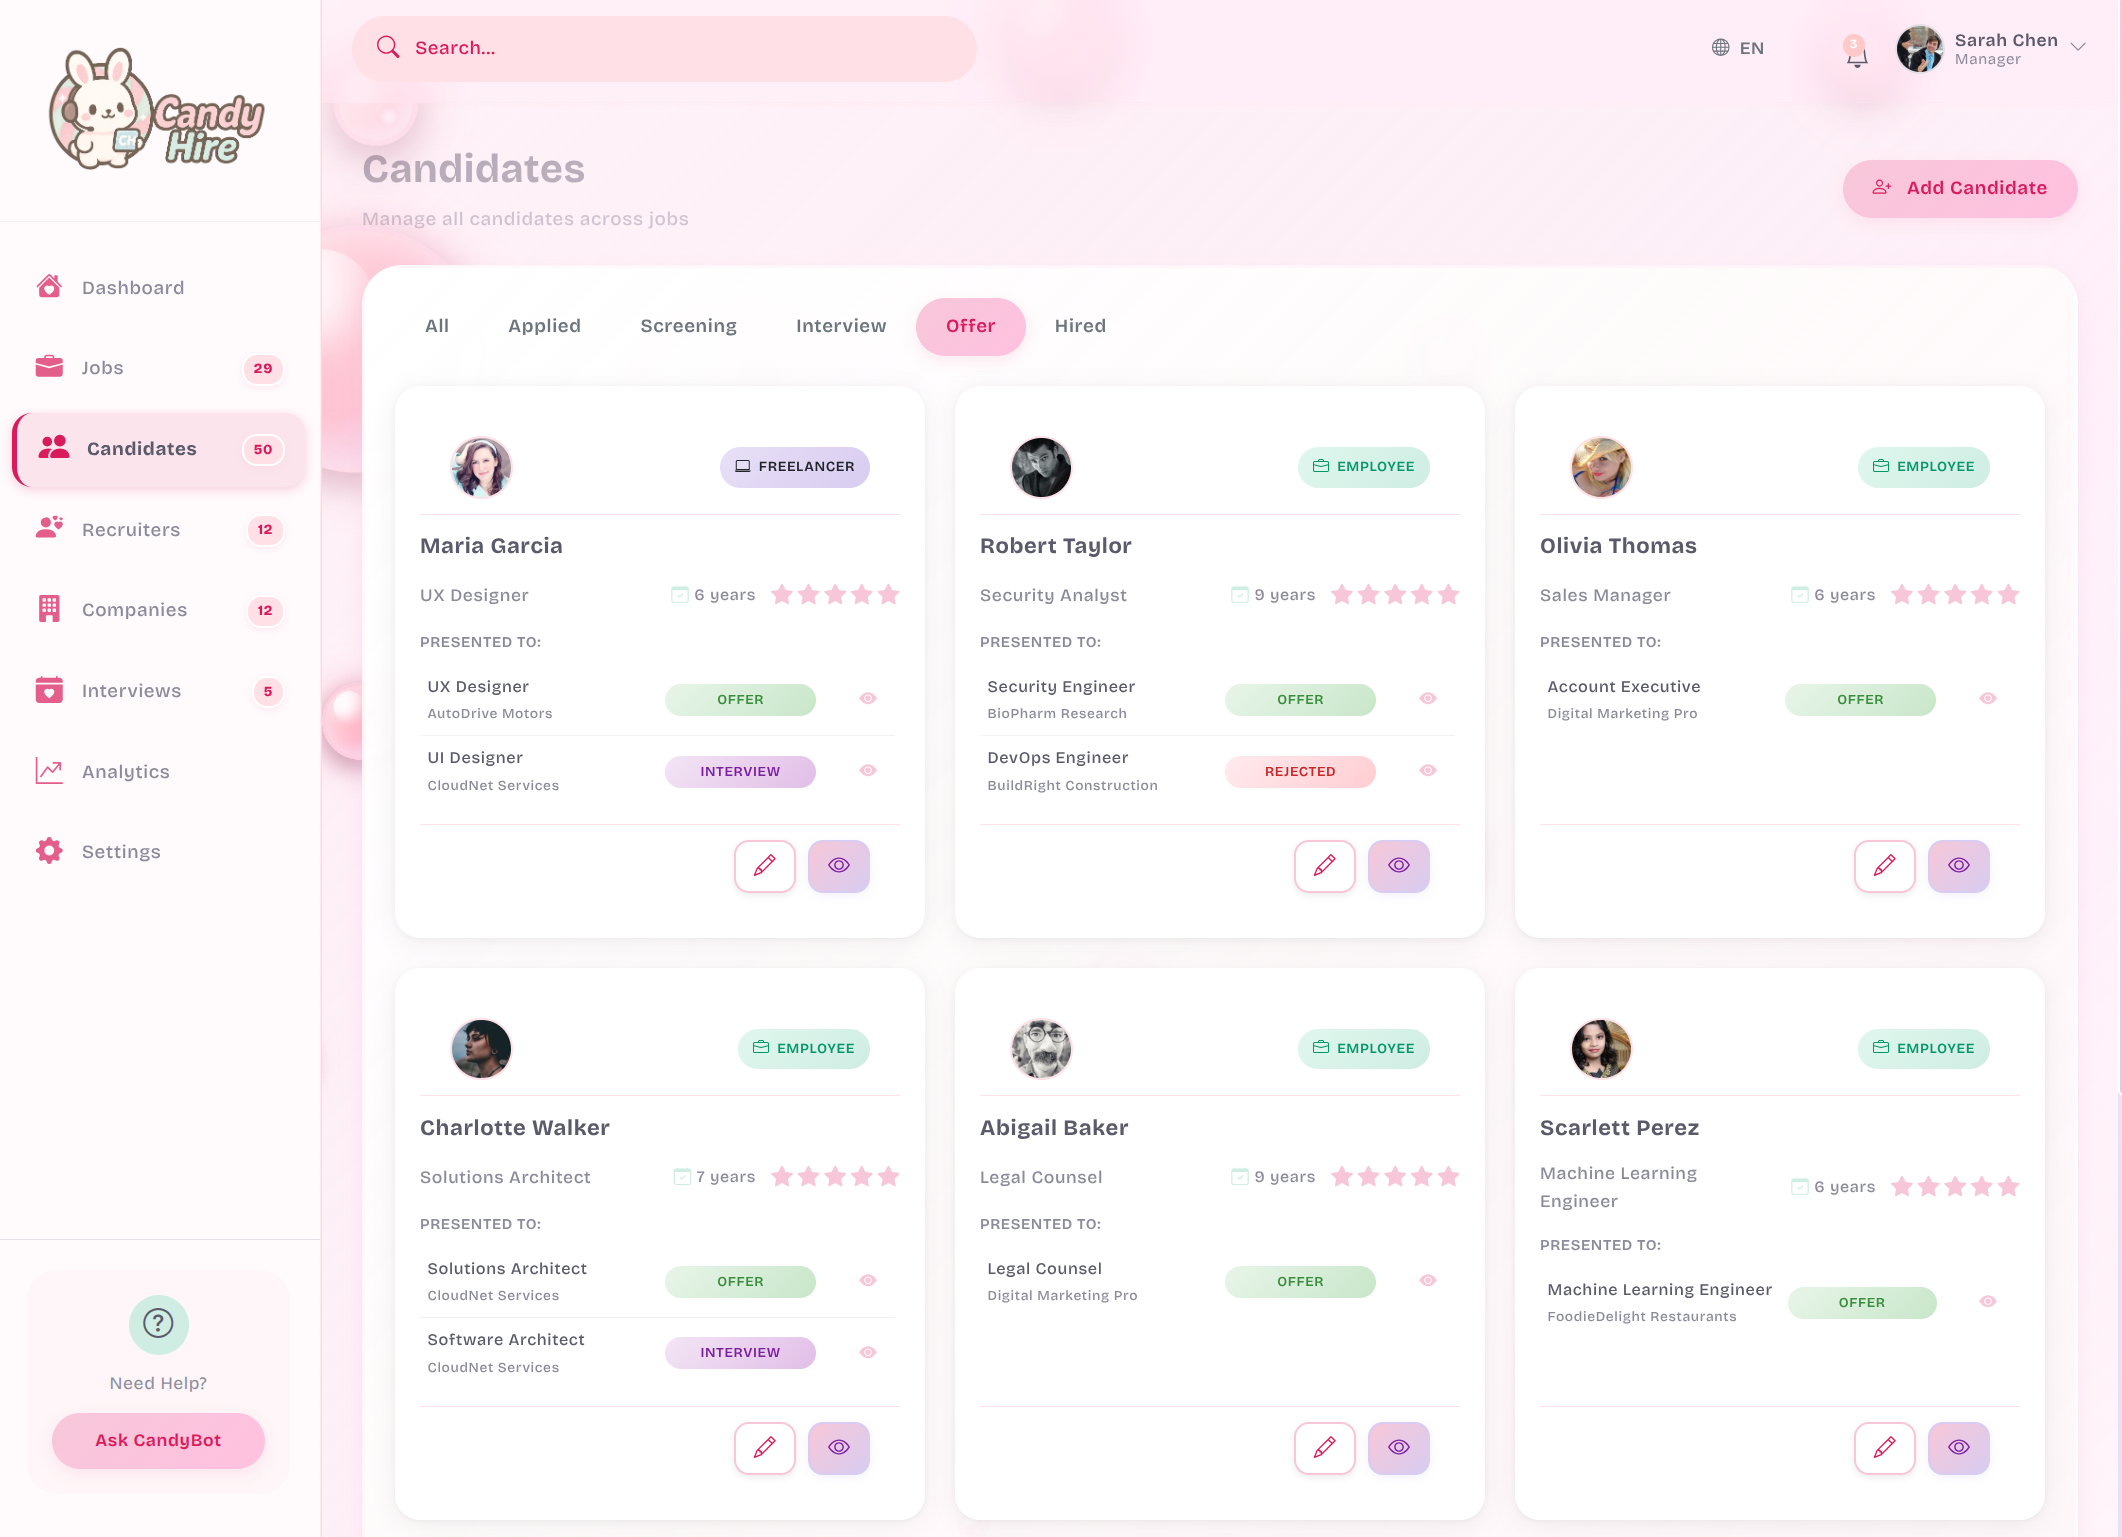 Candy
Hire
CH
Search...
EN
3
Sarah Chen
Manager
Dashboard
Jobs
29
Candidates
50
Recruiters
12
Companies
12
Interviews
5
Analytics
Settings
Need Help?
Ask CandyBot
Candidates
Manage all candidates across jobs
Add Candidate
All
Applied
Screening
Interview
Offer
Hired
FREELANCER
Maria Garcia
UX Designer
6 years
PRESENTED TO:
UX Designer
AutoDrive Motors
OFFER
UI Designer
CloudNet Services
INTERVIEW
EMPLOYEE
Robert Taylor
Security Analyst
9 years
PRESENTED TO:
Security Engineer
BioPharm Research
OFFER
DevOps Engineer
BuildRight Construction
REJECTED
EMPLOYEE
Olivia Thomas
Sales Manager
6 years
PRESENTED TO:
Account Executive
Digital Marketing Pro
OFFER
EMPLOYEE
Charlotte Walker
Solutions Architect
7 years
PRESENTED TO:
Solutions Architect
CloudNet Services
OFFER
Software Architect
CloudNet Services
INTERVIEW
EMPLOYEE
Abigail Baker
Legal Counsel
9 years
PRESENTED TO:
Legal Counsel
Digital Marketing Pro
OFFER
EMPLOYEE
Scarlett Perez
Machine Learning
Engineer
6 years
PRESENTED TO:
Machine Learning Engineer
FoodieDelight Restaurants
OFFER